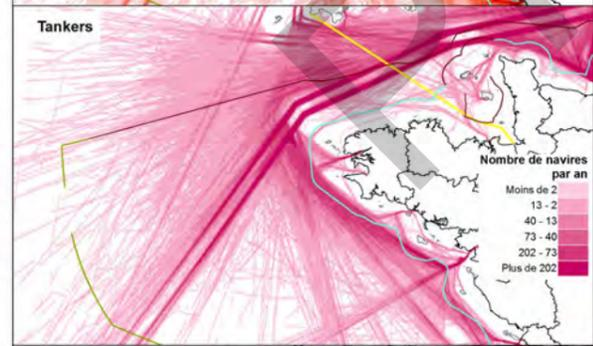 Tankers
Nombre de navires
par an
Moins de 2
13 - 2
40 - 13
73 - 40
202 - 73
Plus de 202